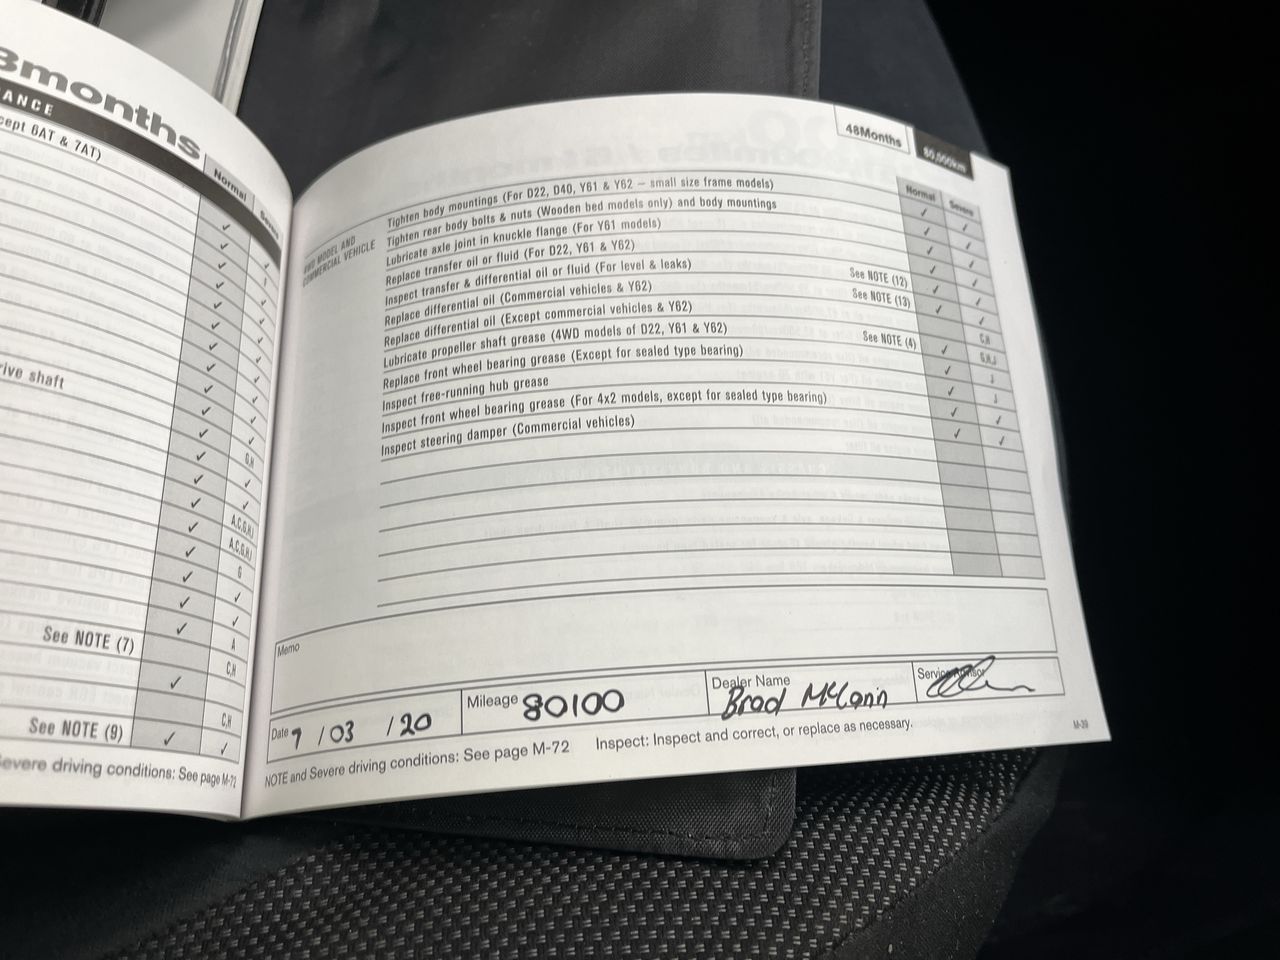 8months
ANCE
cept 6AT & 7AT)
Normal
rive shaft
G,H
A,C,G,H,I
A,C,G,H,I
G
A
See NOTE (7)
C,H
C,H
See NOTE (9)
Severe driving conditions: See page M-72
48Months
80,000km
Normal
Severe
4WD MODEL AND
COMMERCIAL VEHICLE
Tighten body mountings (For D22, D40, Y61 & Y62 – small size frame models)
Tighten rear body bolts & nuts (Wooden bed models only) and body mountings
Lubricate axle joint in knuckle flange (For Y61 models)
Replace transfer oil or fluid (For D22, Y61 & Y62)
Inspect transfer & differential oil or fluid (For level & leaks)
Replace differential oil (Commercial vehicles & Y62) See NOTE (12)
Replace differential oil (Except commercial vehicles & Y62) See NOTE (13)
Lubricate propeller shaft grease (4WD models of D22, Y61 & Y62)
Replace front wheel bearing grease (Except for sealed type bearing) See NOTE (4)
Inspect free-running hub grease
Inspect front wheel bearing grease (For 4x2 models, except for sealed type bearing)
Inspect steering damper (Commercial vehicles)
C,H
G,H,J
J
J
Memo
Date 7 / 03 / 20 Mileage 80100 Dealer Name Brad McCann Service Advisor
NOTE and Severe driving conditions: See page M-72 Inspect: Inspect and correct, or replace as necessary.
M-39